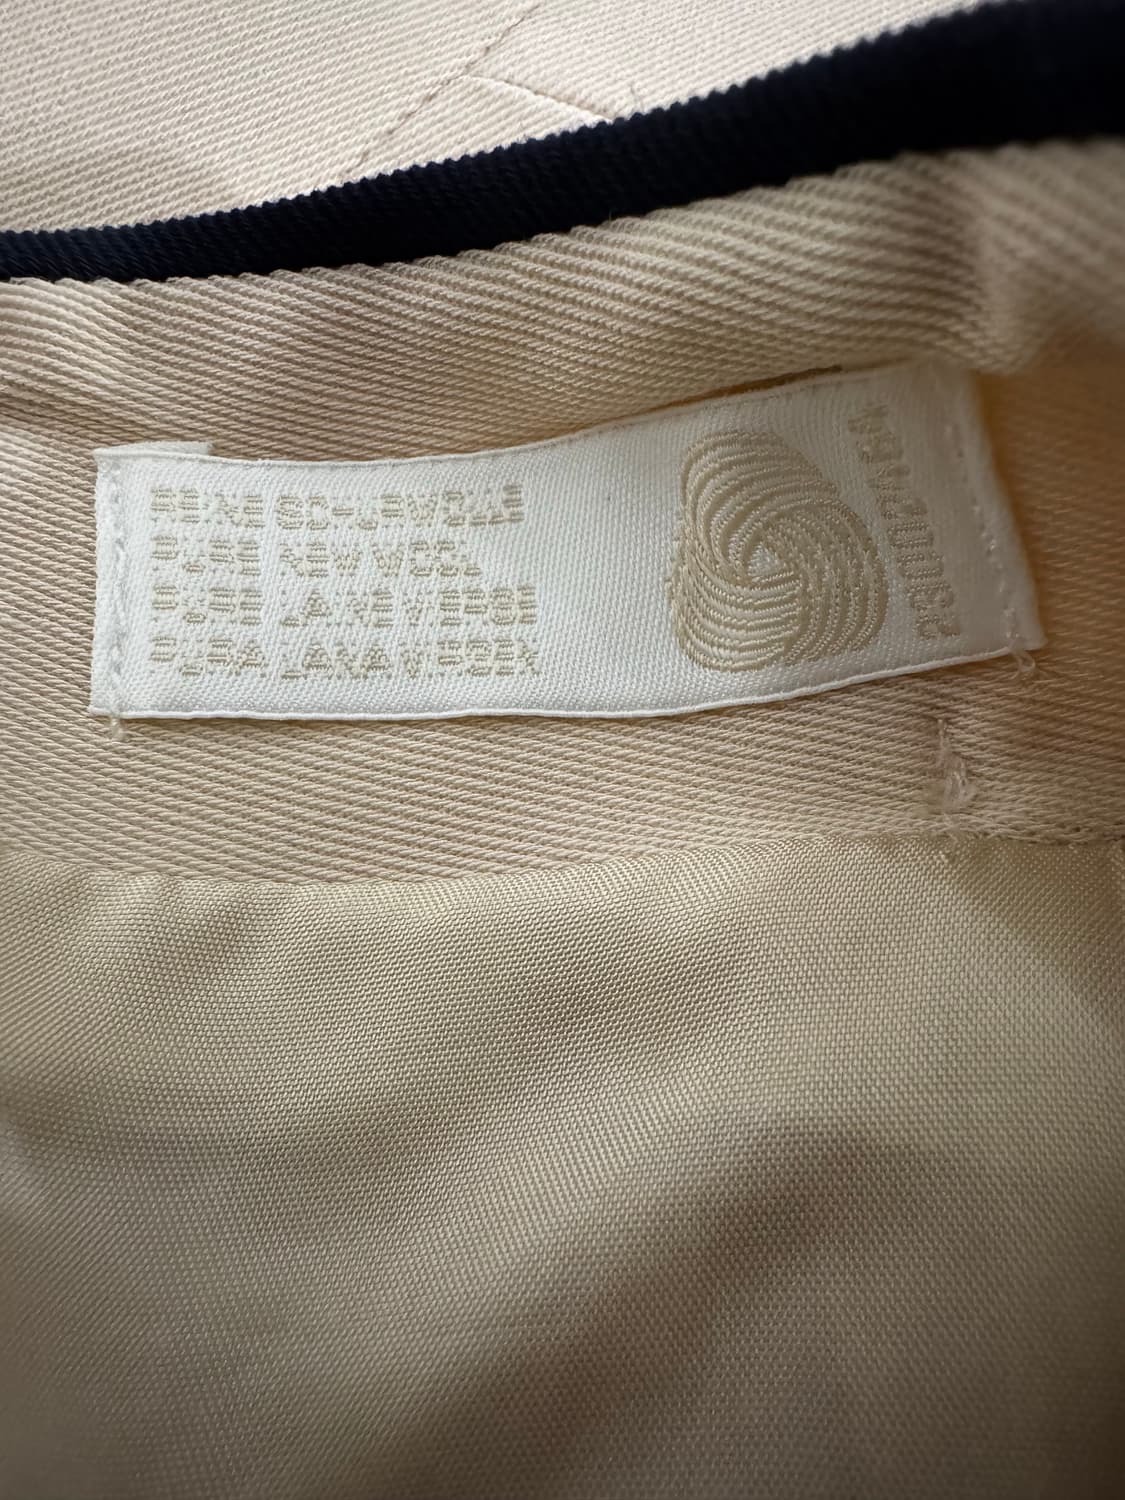 REINE SCHURWOLLE
PURE NEW WOOL
PURE LAINE VIERGE
PURA LANA VERGEN